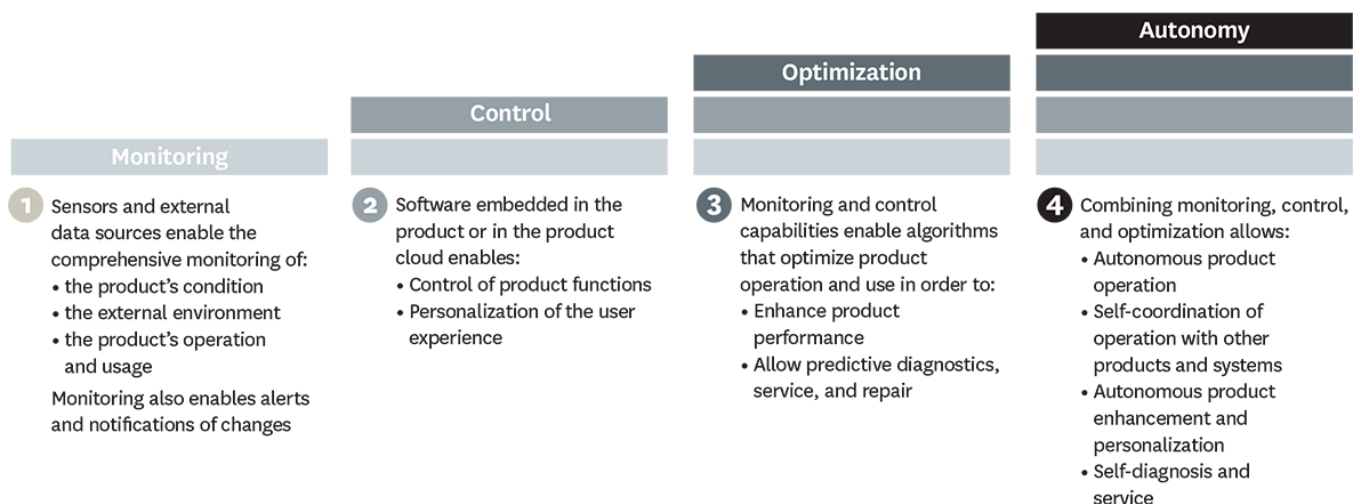 Monitoring
1
Sensors and external
data sources enable the
comprehensive monitoring of:
• the product’s condition
• the external environment
• the product’s operation
and usage
Monitoring also enables alerts
and notifications of changes
Control
2
Software embedded in the
product or in the product
cloud enables:
• Control of product functions
• Personalization of the user
experience
Optimization
3
Monitoring and control
capabilities enable algorithms
that optimize product
operation and use in order to:
• Enhance product
performance
• Allow predictive diagnostics,
service, and repair
Autonomy
4
Combining monitoring, control,
and optimization allows:
• Autonomous product
operation
• Self-coordination of
operation with other
products and systems
• Autonomous product
enhancement and
personalization
• Self-diagnosis and
service